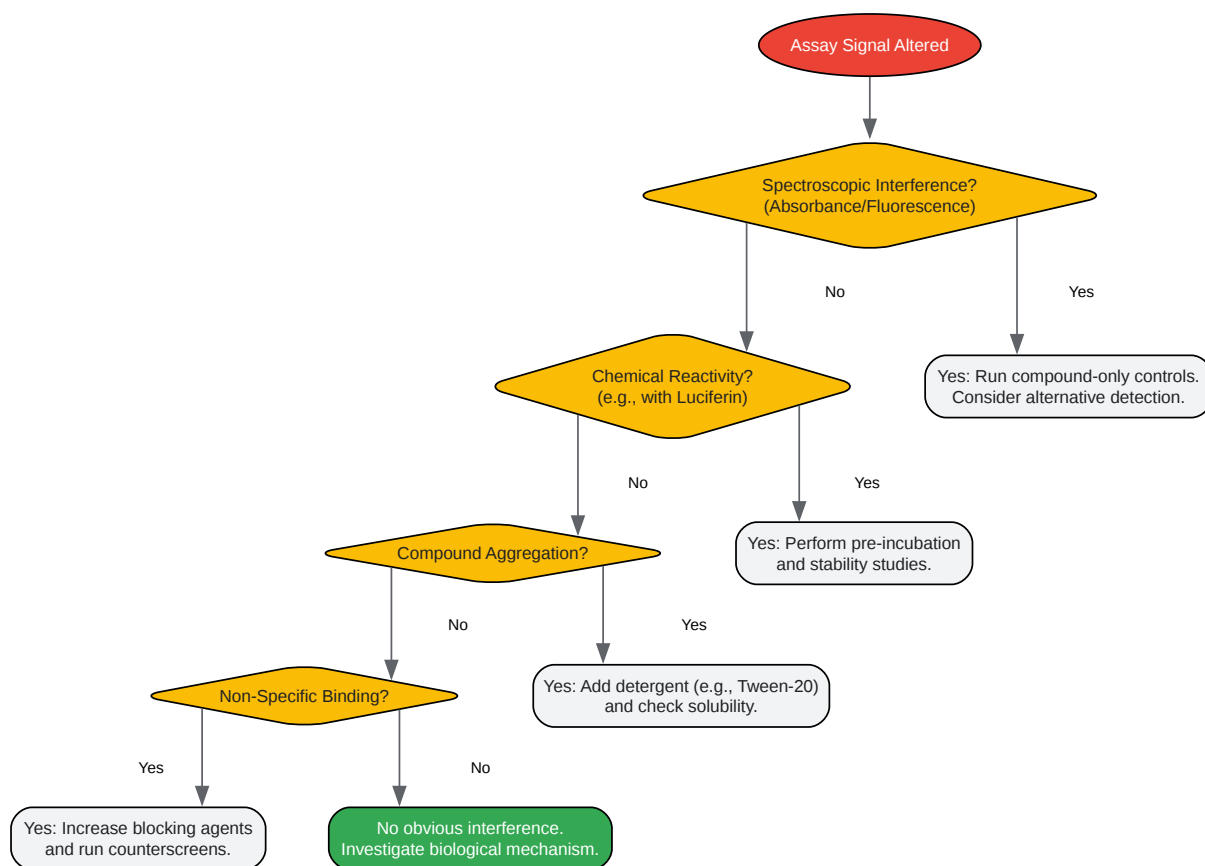 Assay Signal Altered
Spectroscopic Interference?
(Absorbance/Fluorescence)
No
Yes
Chemical Reactivity?
(e.g., with Luciferin)
Yes: Run compound-only controls.
Consider alternative detection.
No
Yes
Compound Aggregation?
Yes: Perform pre-incubation
and stability studies.
No
Yes
Non-Specific Binding?
Yes: Add detergent (e.g., Tween-20)
and check solubility.
Yes
No
Yes: Increase blocking agents
and run counterscreens.
No obvious interference.
Investigate biological mechanism.